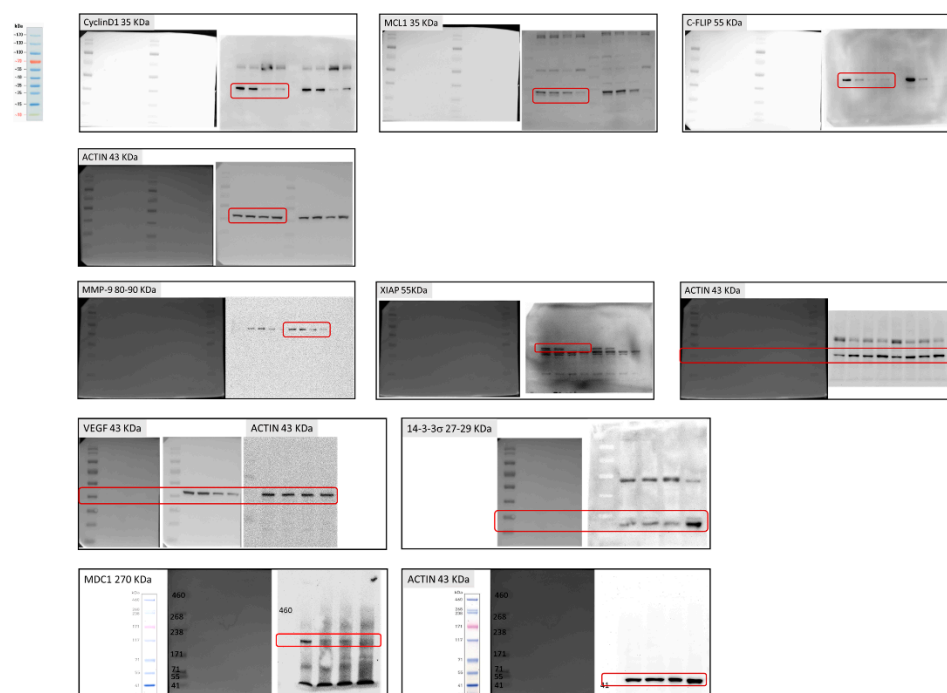 kDa
~170
~130
~100
CyclinD1 35 KDa
MCL1 35 KDa
C-FLIP 55 KDa
ACTIN 43 KDa
MMP-9 80-90 KDa
XIAP 55KDa
ACTIN 43 KDa
VEGF 43 KDa
ACTIN 43 KDa
14-3-3σ 27-29 KDa
MDC1 270 KDa
460
268
238
171
71
55
41
460
ACTIN 43 KDa
460
268
238
171
71
55
41
41